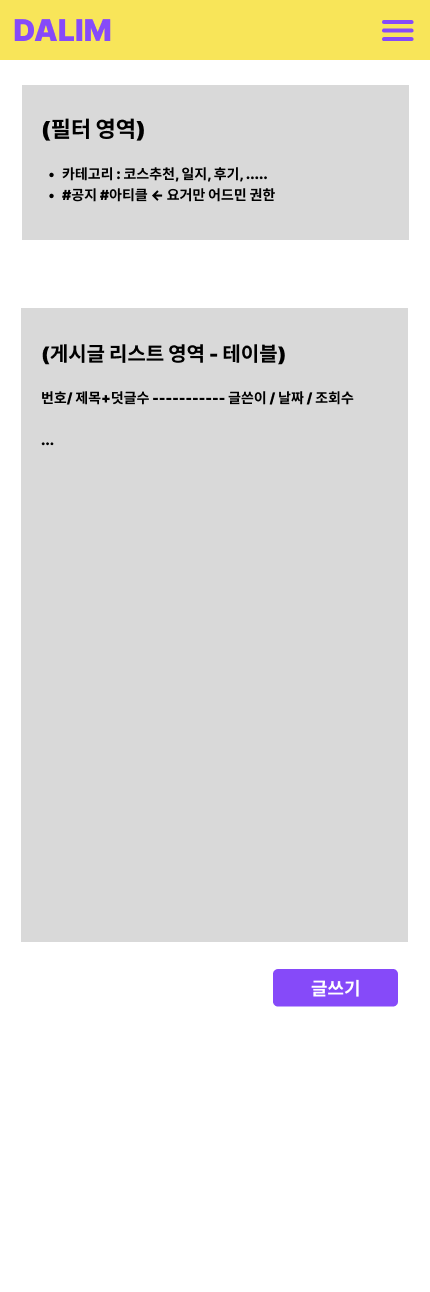 DALIM
(필터 영역)
• 카테고리 : 코스추천, 일지, 후기, .....
• #공지 #아티클 ← 요거만 어드민 권한
(게시글 리스트 영역 - 테이블)
번호/ 제목+덧글수 ----------- 글쓴이 / 날짜 / 조회수
...
글쓰기